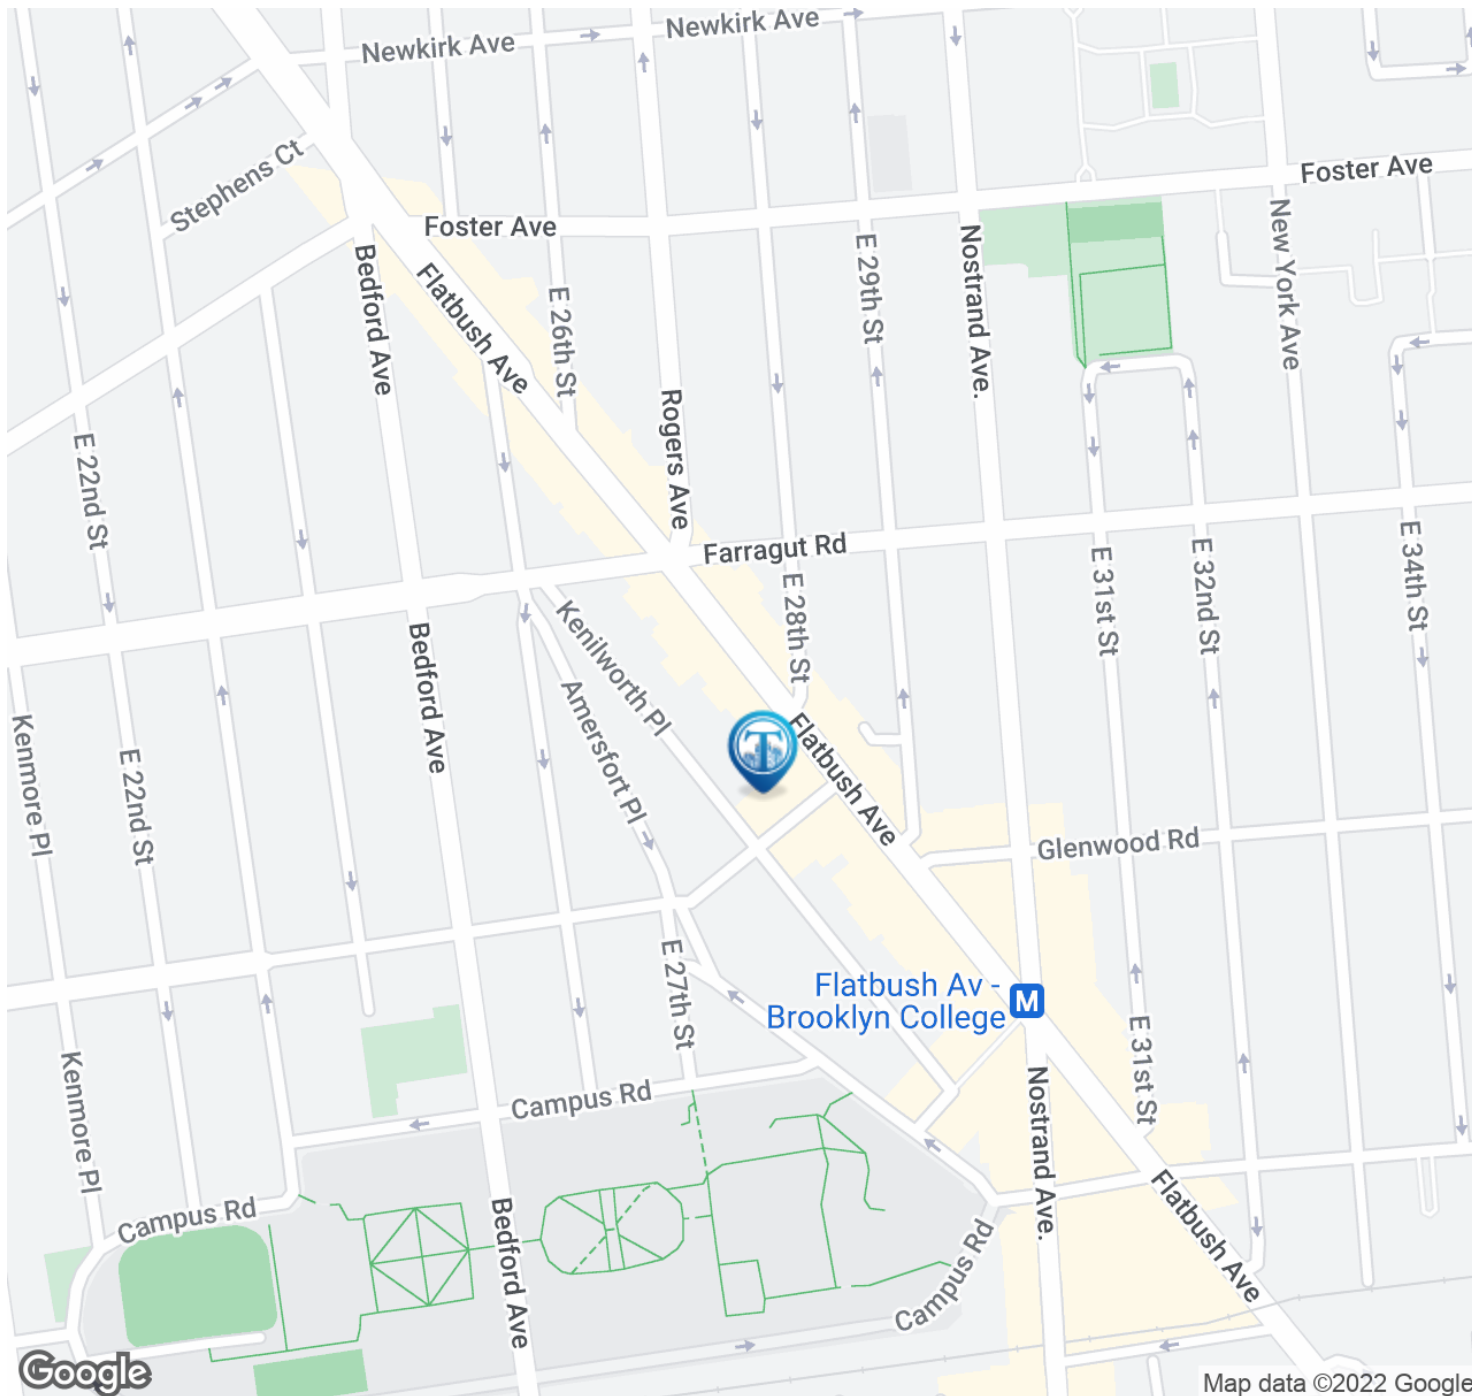 Newkirk Ave
Newkirk Ave
Stephens Ct
Foster Ave
Foster Ave
Bedford Ave
Flatbush Ave
E 26th St
Rogers Ave
E 29th St
Nostrand Ave.
New York Ave
E 22nd St
Farragut Rd
E 28th St
E 31st St
E 32nd St
E 34th St
Kenilworth Pl
Amersfort Pl
Bedford Ave
Kenmore Pl
E 22nd St
T
Flatbush Ave
Glenwood Rd
E 27th St
Flatbush Av -
Brooklyn College
M
E 31st St
Kenmore Pl
Campus Rd
Nostrand Ave.
Campus Rd
Bedford Ave
Campus Rd
Flatbush Ave
Google
Map data ©2022 Google